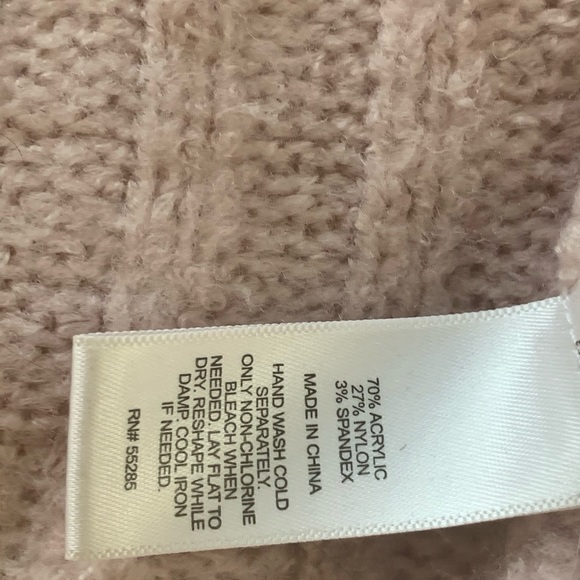 70% ACRYLIC
27% NYLON
3% SPANDEX
MADE IN CHINA
HAND WASH COLD
SEPARATELY.
ONLY NON-CHLORINE
BLEACH WHEN
NEEDED. LAY FLAT TO
DRY. RESHAPE WHILE
DAMP. COOL IRON
IF NEEDED.
RN# 55285